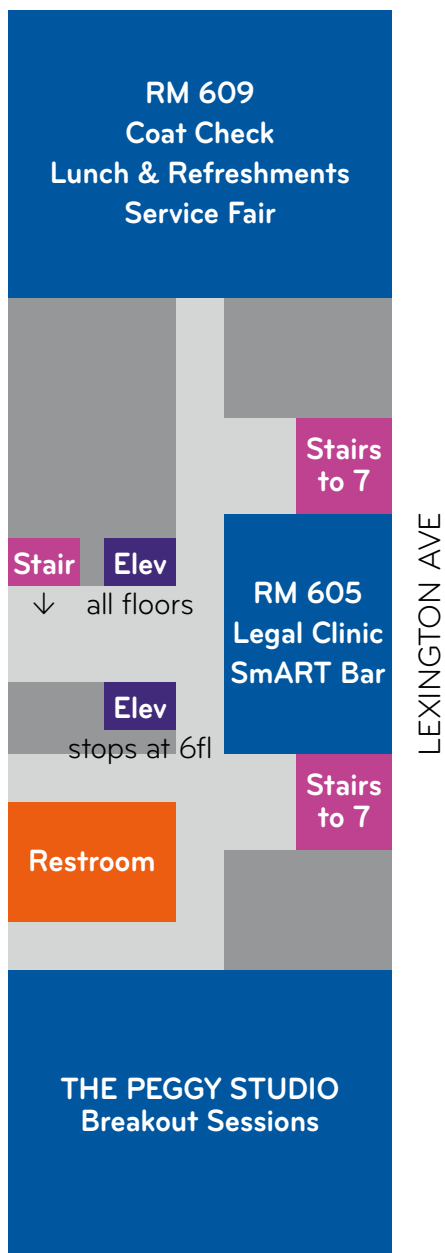 RM 609
Coat Check
Lunch & Refreshments
Service Fair
Stairs
to 7
Stair
Elev
↓ all floors
RM 605
Legal Clinic
SmART Bar
LEXINGTON AVE
Elev
stops at 6fl
Stairs
to 7
Restroom
THE PEGGY STUDIO
Breakout Sessions